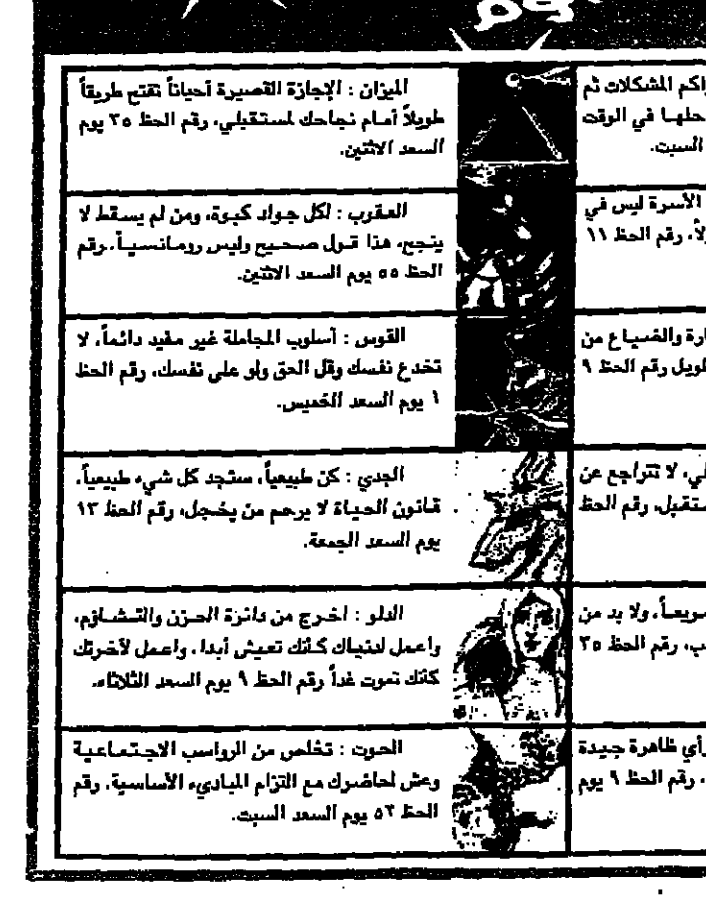 الميزان : الإجازة القصيرة أحياناً تفتح طريقاً
طويلاً أمام نجاحك لمستقبلي، رقم الحظ ٣٥ يوم
السعد الاثنين.
العقرب : لكل جواد كبوة، ومن لم يسقط لا
ينجح، هذا قول صحيح وليس رومانسياً، رقم
الحظ ٥٥ يوم السعد الاثنين.
القوس : أسلوب المجاملة غير مفيد دائماً، لا
تخدع نفسك وقل الحق ولو على نفسك، رقم الحظ
١ يوم السعد الخميس.
الجدي : كن طبيعياً، ستجد كل شيء طبيعياً،
قانون الحياة لا يرحم من يخجل، رقم الحظ ١٣
يوم السعد الجمعة.
الدلو : اخرج من دائرة الحزن والتشاؤم،
واعمل لدنياك كأنك تعيش أبدا، واعمل لآخرتك
كأنك تموت غداً رقم الحظ ٩ يوم السعد الثلاثاء.
الحوت : تخلص من الرواسب الاجتماعية
وعش لحاضرك مع التزام المبادىء الأساسية، رقم
الحظ ٥٦ يوم السعد السبت.
المشكلات ثم
حلها في الوقت
السبت.
الأسرة ليس في
رقم الحظ ١١
والضياع من
رقم الحظ ٩
لا تتراجع عن
رقم الحظ
ولا بد من
رقم الحظ ٣٥
ظاهرة جيدة
رقم الحظ ٩ يوم